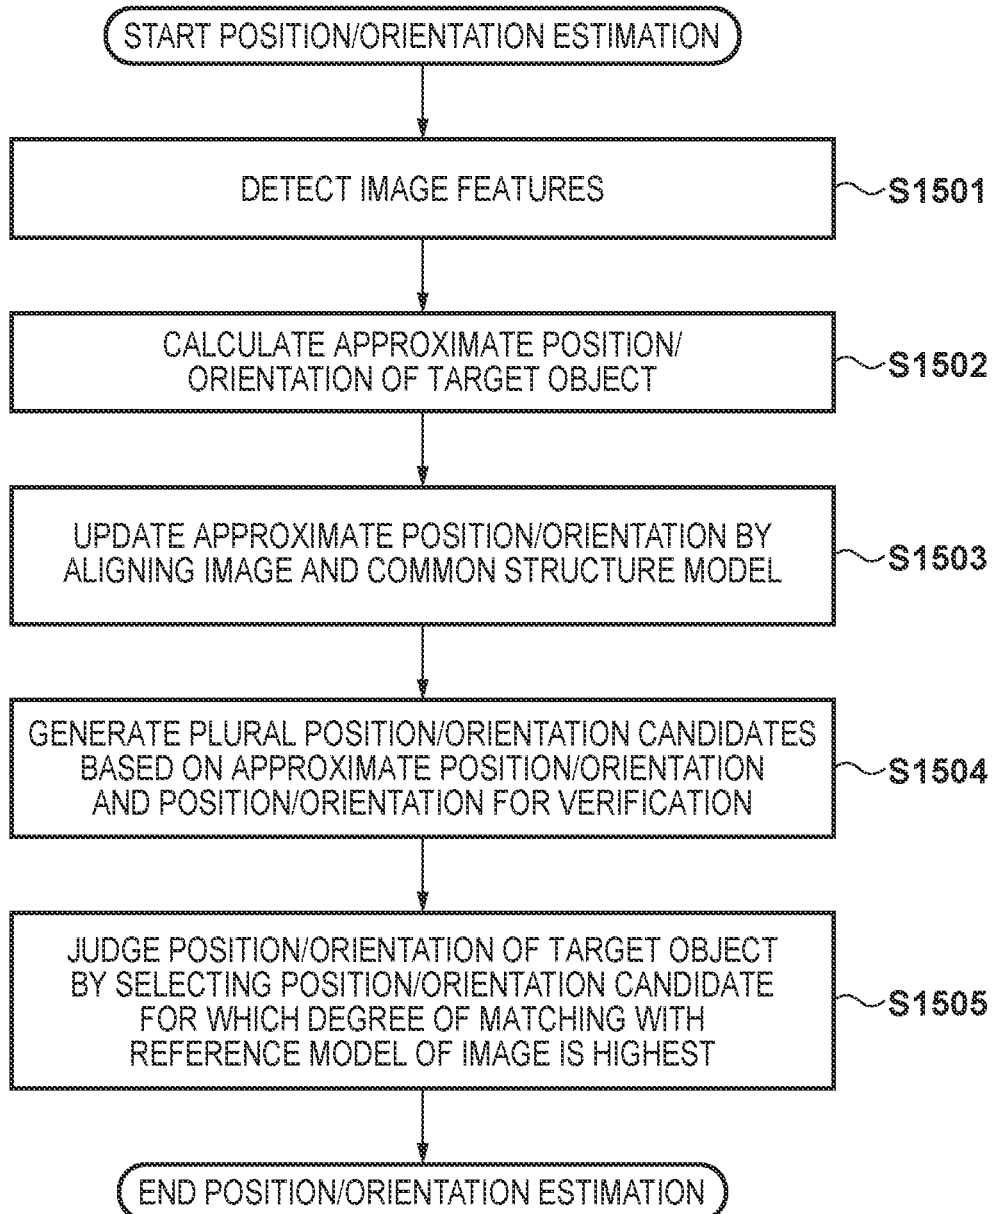 START POSITION/ORIENTATION ESTIMATION
DETECT IMAGE FEATURES
S1501
CALCULATE APPROXIMATE POSITION/
ORIENTATION OF TARGET OBJECT
S1502
UPDATE APPROXIMATE POSITION/ORIENTATION BY
ALIGNING IMAGE AND COMMON STRUCTURE MODEL
S1503
GENERATE PLURAL POSITION/ORIENTATION CANDIDATES
BASED ON APPROXIMATE POSITION/ORIENTATION
AND POSITION/ORIENTATION FOR VERIFICATION
S1504
JUDGE POSITION/ORIENTATION OF TARGET OBJECT
BY SELECTING POSITION/ORIENTATION CANDIDATE
FOR WHICH DEGREE OF MATCHING WITH
REFERENCE MODEL OF IMAGE IS HIGHEST
S1505
END POSITION/ORIENTATION ESTIMATION